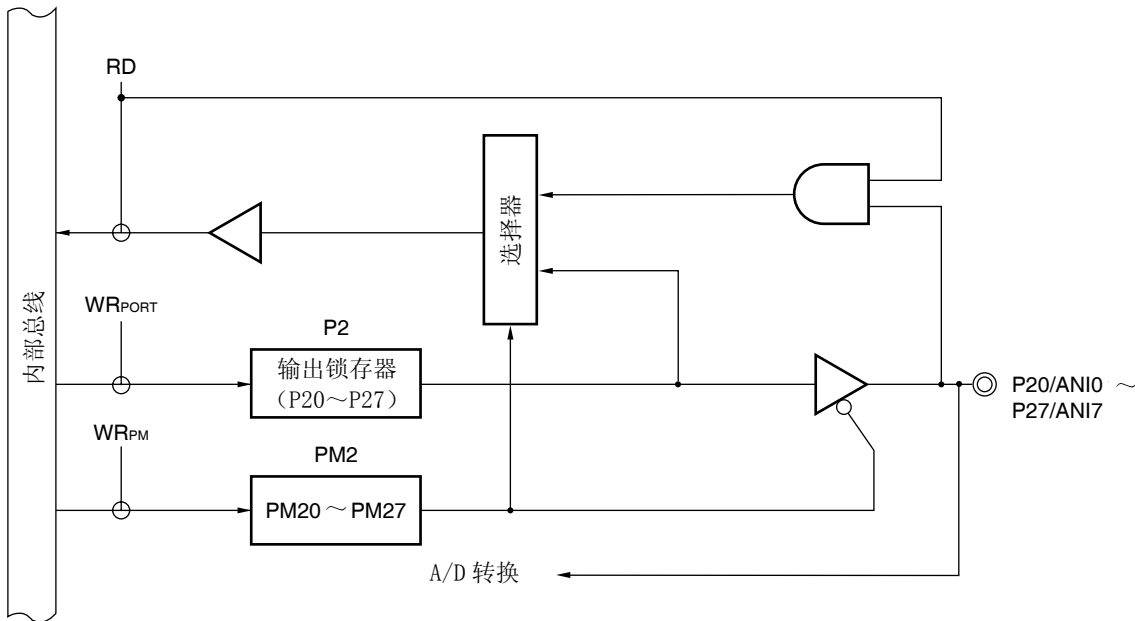 RD
选择器
WRPORT
内部总线
P2
输出锁存器
(P20～P27)
P20/ANI0 ～
P27/ANI7
WRPM
PM2
PM20 ～ PM27
A/D 转换